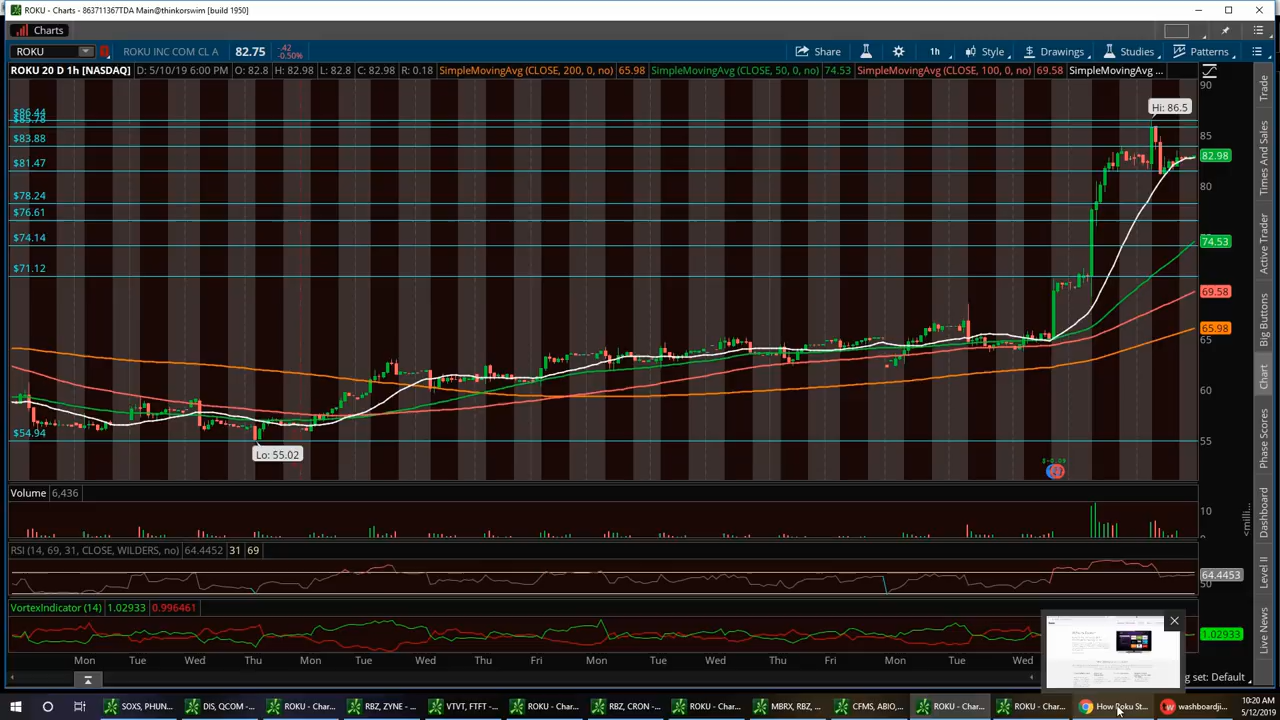 ROKU - Charts - 863711367TDA Main@thinkorswim [build 1950]
Charts
ROKU ROKU INC COM CL A 82.75 -.42 -0.50% Share 1h Style Drawings Studies Patterns
ROKU 20 D 1h [NASDAQ] D: 5/10/19 6:00 PM O: 82.8 H: 82.98 L: 82.8 C: 82.98 R: 0.18 SimpleMovingAvg (CLOSE, 200, 0, no) 65.98 SimpleMovingAvg (CLOSE, 50, 0, no) 74.53 SimpleMovingAvg (CLOSE, 100, 0, no) 69.58 SimpleMovingAvg ...
90
Hi: 86.5
$86.44
$85.78
85
$83.88
82.98
$81.47
80
$78.24
$76.61
$74.14
74.53
$71.12
69.58
65.98
65
60
55
$54.94
Lo: 55.02
Volume 6,436
10
<milli...
RSI (14, 69, 31, CLOSE, WILDERS, no) 64.4452 31 69
64.4453
50
VortexIndicator (14) 1.02933 0.996461
1.02933
Mon Tue Wed Thu Mon Tue Wed Thu Fri Mon Tue Wed Thu Fri Mon Tue Wed
g set: Default
Trade
Times And Sales
Active Trader
Big Buttons
Chart
Phase Scores
Dashboard
Level II
Live News
SOXS, PHUN... DIS, QCOM - ... ROKU - Char... RBZ, ZYNE - ... VTVT, FTFT - ... ROKU - Char... RBZ, CRON - ... ROKU - Char... MBRX, RBZ, ... CFMS, ABIO,... ROKU - Char... ROKU - Char... How Roku St... washboardji...
10:20 AM
5/12/2019